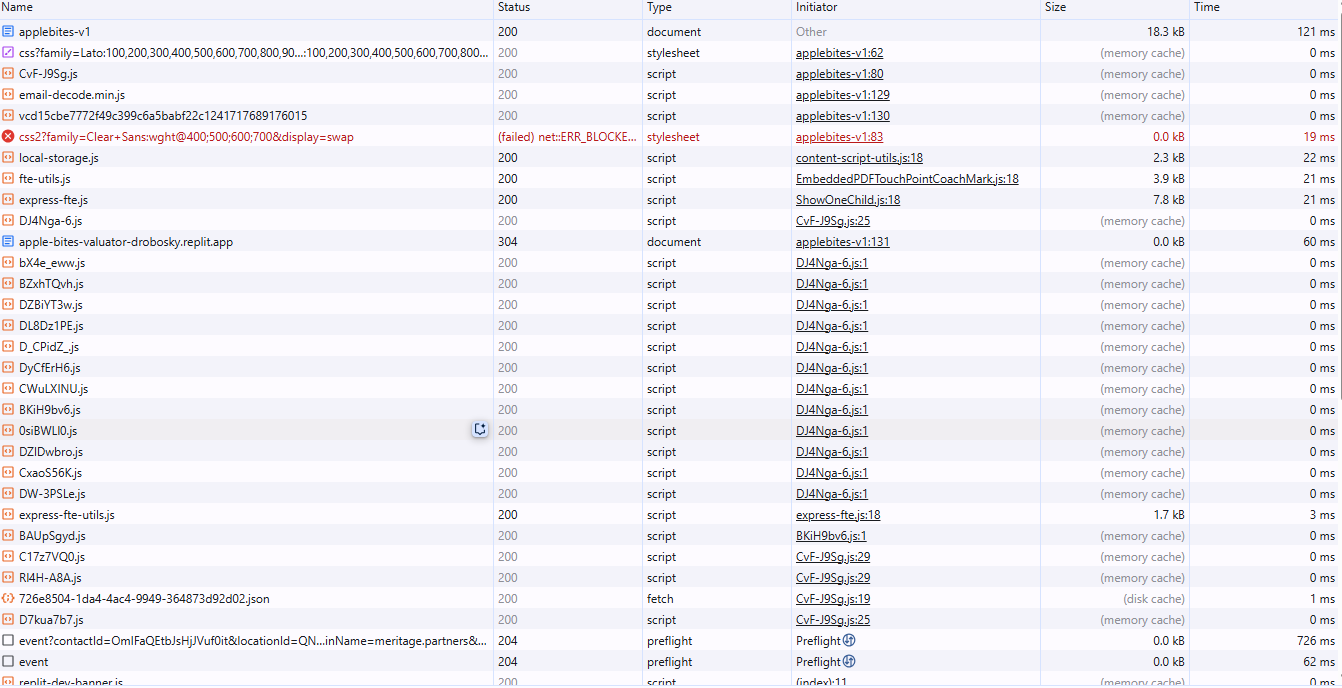 Name Status Type Initiator Size Time
applebites-v1 200 document Other 18.3 kB 121 ms
css?family=Lato:100,200,300,400,500,600,700,800,90...:100,200,300,400,500,600,700,800... 200 stylesheet applebites-v1:62 (memory cache) 0 ms
CvF-J9Sg.js 200 script applebites-v1:80 (memory cache) 0 ms
email-decode.min.js 200 script applebites-v1:129 (memory cache) 0 ms
vcd15cbe7772f49c399c6a5babf22c1241717689176015 200 script applebites-v1:130 (memory cache) 0 ms
css2?family=Clear+Sans:wght@400;500;600;700&display=swap (failed) net::ERR_BLOCKE... stylesheet applebites-v1:83 0.0 kB 19 ms
local-storage.js 200 script content-script-utils.js:18 2.3 kB 22 ms
fte-utils.js 200 script EmbeddedPDFTouchPointCoachMark.js:18 3.9 kB 21 ms
express-fte.js 200 script ShowOneChild.js:18 7.8 kB 21 ms
DJ4Nga-6.js 200 script CvF-J9Sg.js:25 (memory cache) 0 ms
apple-bites-valuator-drobosky.replit.app 304 document applebites-v1:131 0.0 kB 60 ms
bX4e_eww.js 200 script DJ4Nga-6.js:1 (memory cache) 0 ms
BZxhTQvh.js 200 script DJ4Nga-6.js:1 (memory cache) 0 ms
DZBiYT3w.js 200 script DJ4Nga-6.js:1 (memory cache) 0 ms
DL8Dz1PE.js 200 script DJ4Nga-6.js:1 (memory cache) 0 ms
D_CPidZ_.js 200 script DJ4Nga-6.js:1 (memory cache) 0 ms
DyCfErH6.js 200 script DJ4Nga-6.js:1 (memory cache) 0 ms
CWuLXINU.js 200 script DJ4Nga-6.js:1 (memory cache) 0 ms
BKiH9bv6.js 200 script DJ4Nga-6.js:1 (memory cache) 0 ms
0siBWLI0.js 200 script DJ4Nga-6.js:1 (memory cache) 0 ms
DZIDwbro.js 200 script DJ4Nga-6.js:1 (memory cache) 0 ms
CxaoS56K.js 200 script DJ4Nga-6.js:1 (memory cache) 0 ms
DW-3PSLe.js 200 script DJ4Nga-6.js:1 (memory cache) 0 ms
express-fte-utils.js 200 script express-fte.js:18 1.7 kB 3 ms
BAUpSgyd.js 200 script BKiH9bv6.js:1 (memory cache) 0 ms
C17z7VQ0.js 200 script CvF-J9Sg.js:29 (memory cache) 0 ms
RI4H-A8A.js 200 script CvF-J9Sg.js:29 (memory cache) 0 ms
726e8504-1da4-4ac4-9949-364873d92d02.json 200 fetch CvF-J9Sg.js:19 (disk cache) 1 ms
D7kua7b7.js 200 script CvF-J9Sg.js:25 (memory cache) 0 ms
event?contactId=OmIFaQEtbJsHjJVuf0it&locationId=QN...inName=meritage.partners&... 204 preflight Preflight 0.0 kB 726 ms
event 204 preflight Preflight 0.0 kB 62 ms
replit-dev-banner.js 200 script (index):11 (memory cache) 0 ms